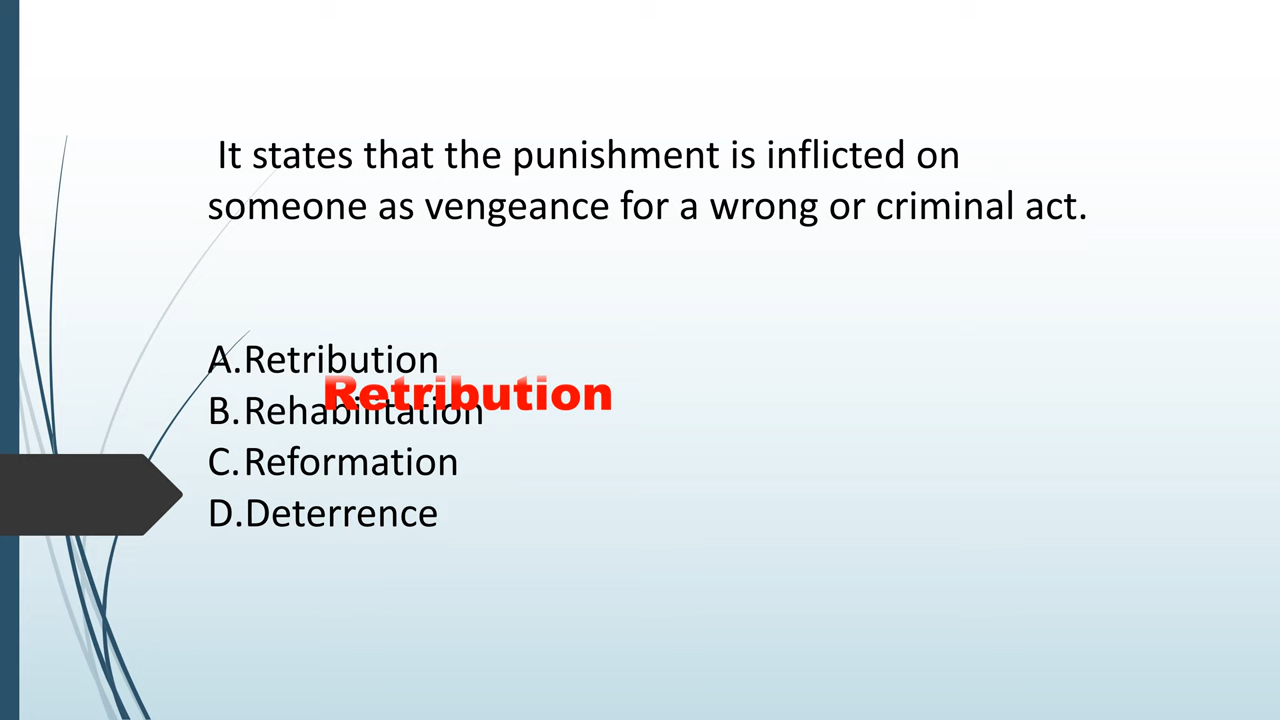 It states that the punishment is inflicted on
someone as vengeance for a wrong or criminal act.
A.Retribution
Retribution
B.Rehabilitation
C.Reformation
D.Deterrence